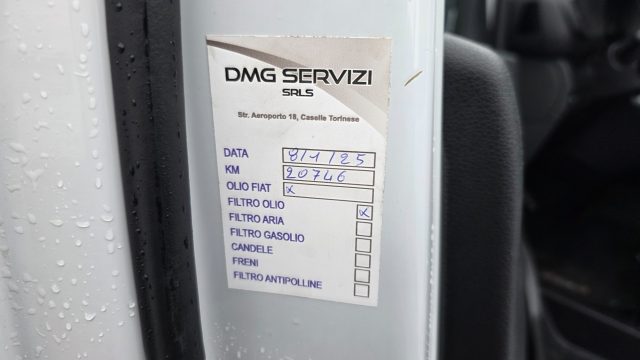 DMG SERVIZI
SRLS
Str. Aeroporto 18, Caselle Torinese
DATA 8/1/25
KM 20746
OLIO FIAT x
FILTRO OLIO x
FILTRO ARIA
FILTRO GASOLIO
CANDELE
FRENI
FILTRO ANTIPOLLINE